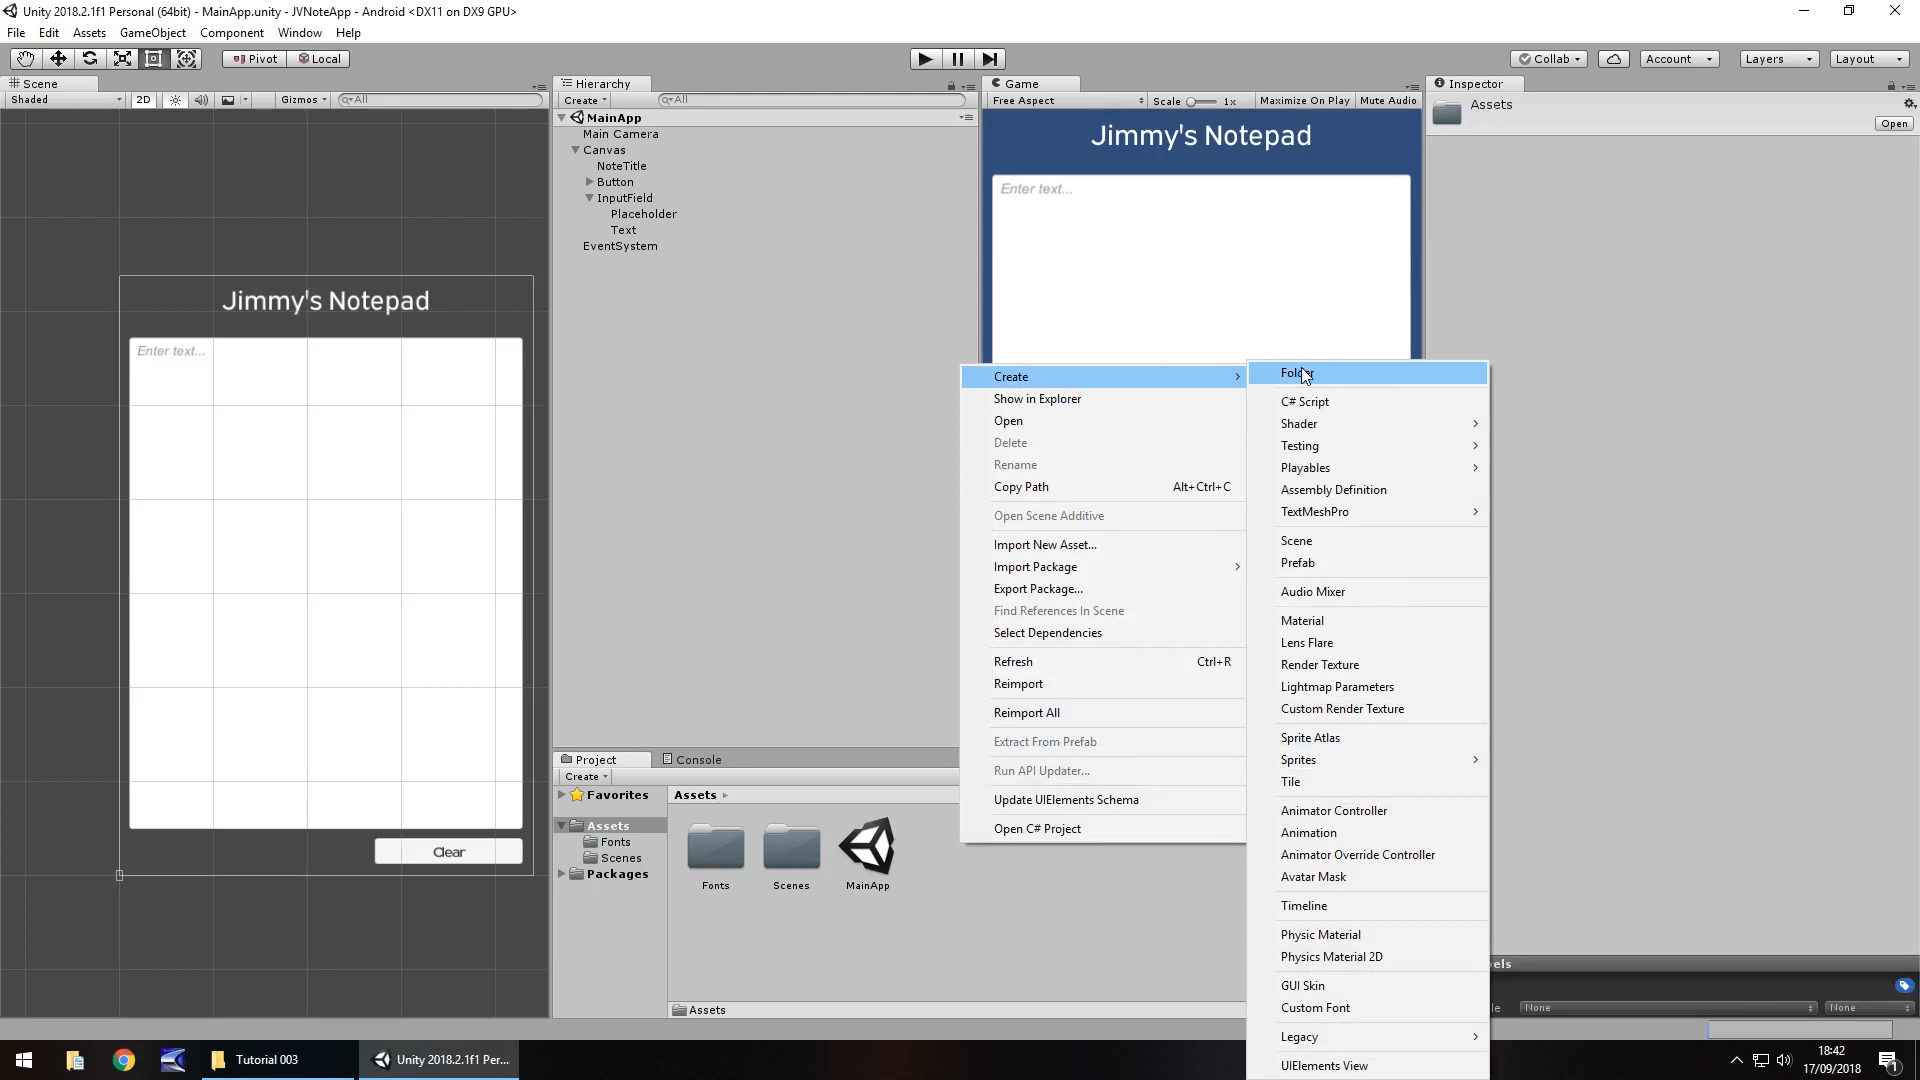 Unity 2018.2.1f1 Personal (64bit) - MainApp.unity - JVNoteApp - Android <DX11 on DX9 GPU>
File Edit Assets GameObject Component Window Help
Pivot Local Collab Account Layers Layout
Scene
Shaded 2D Gizmos All
Jimmy's Notepad
Enter text...
Clear
Hierarchy
Create All
MainApp
Main Camera
Canvas
NoteTitle
Button
InputField
Placeholder
Text
EventSystem
Game
Free Aspect Scale 1x Maximize On Play Mute Audio
Jimmy's Notepad
Enter text...
Inspector
Assets
Open
Create
Show in Explorer
Open
Delete
Rename
Copy Path Alt+Ctrl+C
Open Scene Additive
Import New Asset...
Import Package
Export Package...
Find References In Scene
Select Dependencies
Refresh Ctrl+R
Reimport
Reimport All
Extract From Prefab
Run API Updater...
Update UIElements Schema
Open C# Project
Folder
C# Script
Shader
Testing
Playables
Assembly Definition
TextMeshPro
Scene
Prefab
Audio Mixer
Material
Lens Flare
Render Texture
Lightmap Parameters
Custom Render Texture
Sprite Atlas
Sprites
Tile
Animator Controller
Animation
Animator Override Controller
Avatar Mask
Timeline
Physic Material
Physics Material 2D
GUI Skin
Custom Font
Legacy
UIElements View
Project Console
Create
Favorites
Assets
Fonts
Scenes
Packages
Assets
Fonts Scenes MainApp
Assets
bels
le None None
Tutorial 003
Unity 2018.2.1f1 Per...
18:42
17/09/2018
1